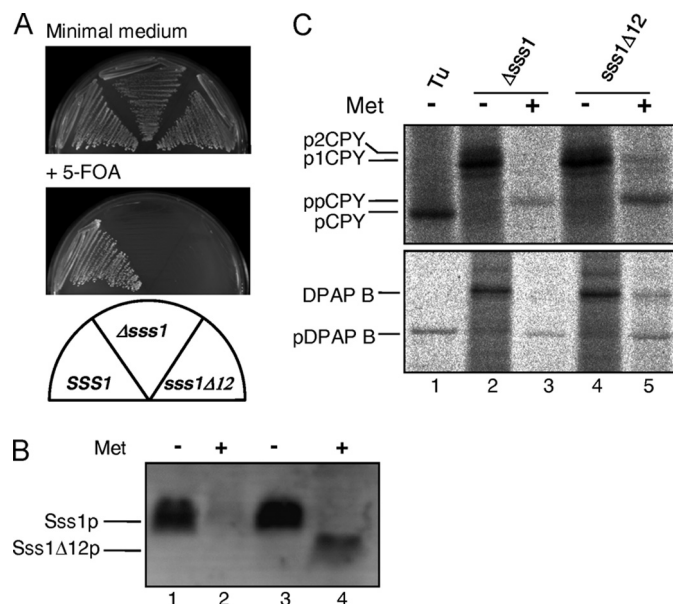 A
Minimal medium
+ 5-FOA
Δsss1
SSS1
sss1Δ12
B
Met - + - +
Sss1p
Sss1Δ12p
1 2 3 4
C
Tu Δsss1 sss1Δ12
Met - - + - +
p2CPY
p1CPY
ppCPY
pCPY
DPAP B
pDPAP B
1 2 3 4 5